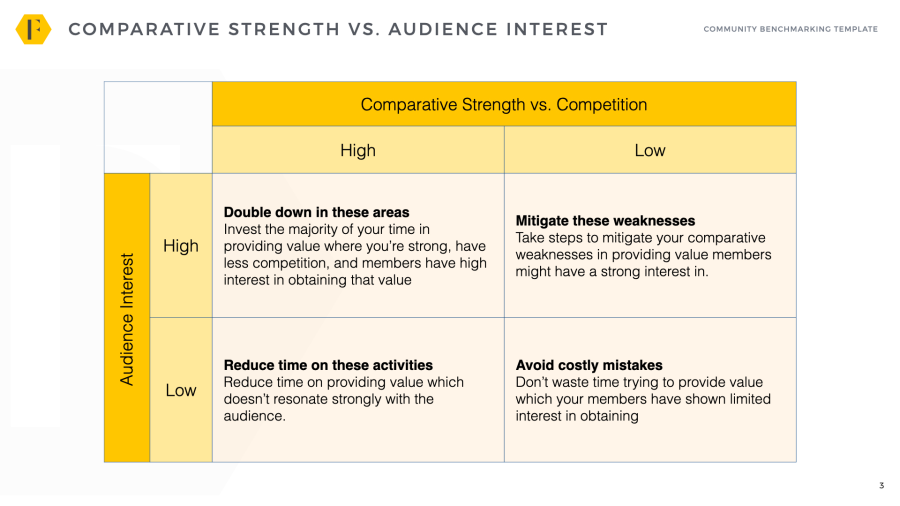 F
COMPARATIVE STRENGTH VS. AUDIENCE INTEREST
COMMUNITY BENCHMARKING TEMPLATE
Comparative Strength vs. Competition
High
Low
Audience Interest
High
Double down in these areas
Invest the majority of your time in
providing value where you’re strong, have
less competition, and members have high
interest in obtaining that value
Mitigate these weaknesses
Take steps to mitigate your comparative
weaknesses in providing value members
might have a strong interest in.
Low
Reduce time on these activities
Reduce time on providing value which
doesn’t resonate strongly with the
audience.
Avoid costly mistakes
Don’t waste time trying to provide value
which your members have shown limited
interest in obtaining
3